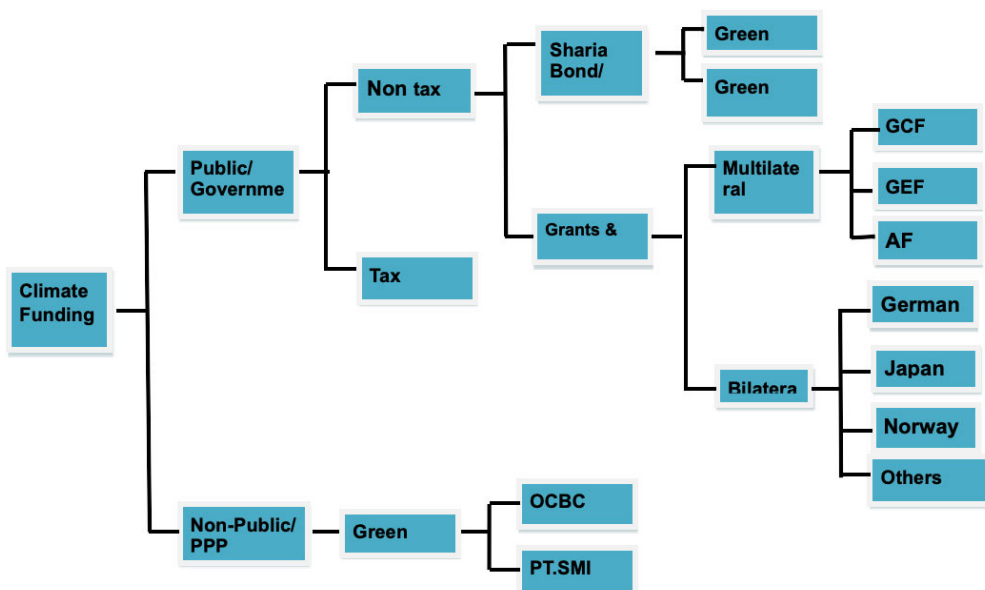 Climate
Funding
Public/
Governme
Non tax
Sharia
Bond/
Green
Green
Grants &
Multilate
ral
GCF
GEF
AF
Bilatera
German
Japan
Norway
Others
Tax
Non-Public/
PPP
Green
OCBC
PT.SMI